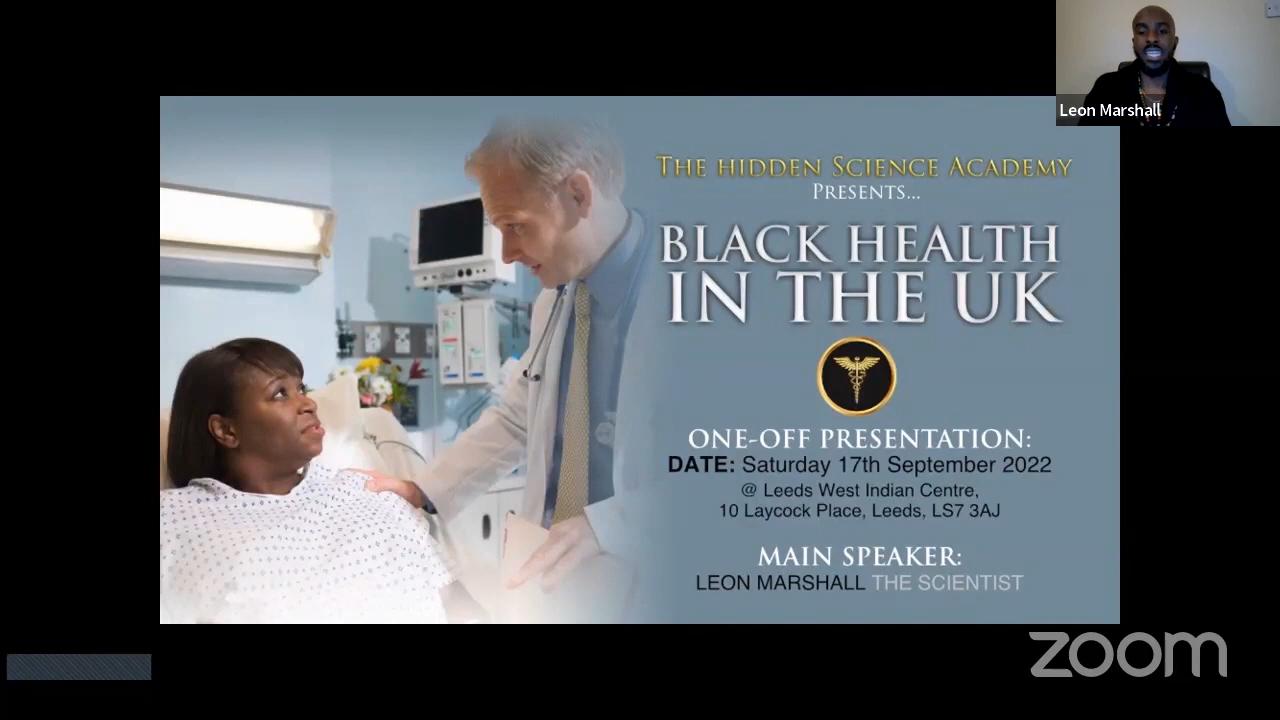 Leon Marshall
THE HIDDEN SCIENCE ACADEMY
PRESENTS...
BLACK HEALTH
IN THE UK
ONE-OFF PRESENTATION:
DATE: Saturday 17th September 2022
@ Leeds West Indian Centre,
10 Laycock Place, Leeds, LS7 3AJ
MAIN SPEAKER:
LEON MARSHALL THE SCIENTIST
zoom